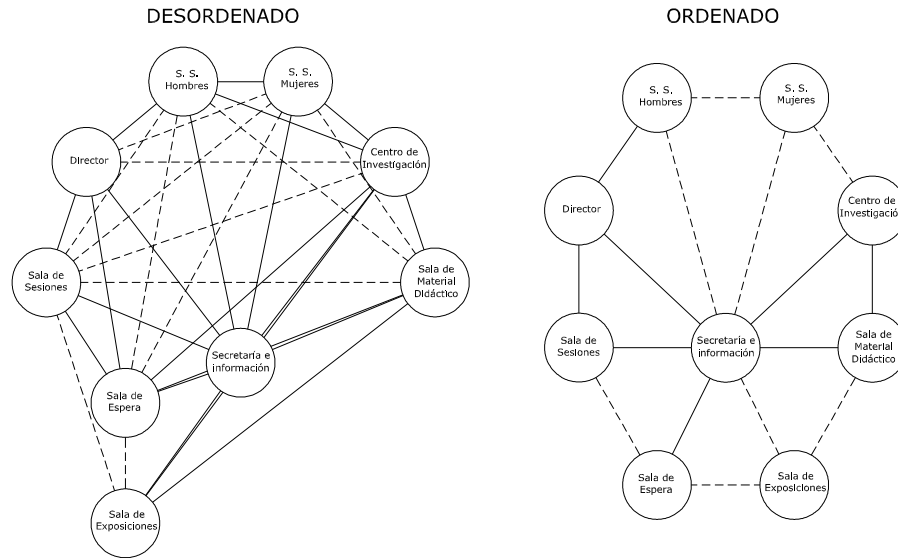 DESORDENADO
S. S.
Hombres
S. S.
Mujeres
Director
Centro de
Investigación
Sala de
Sesiones
Sala de
Material
Didáctico
Secretaría e
información
Sala de
Espera
Sala de
Exposiciones
ORDENADO
S. S.
Hombres
S. S.
Mujeres
Director
Centro de
Investigació
Sala de
Sesiones
Secretaría e
información
Sala de
Material
Didáctico
Sala de
Espera
Sala de
Exposiciones